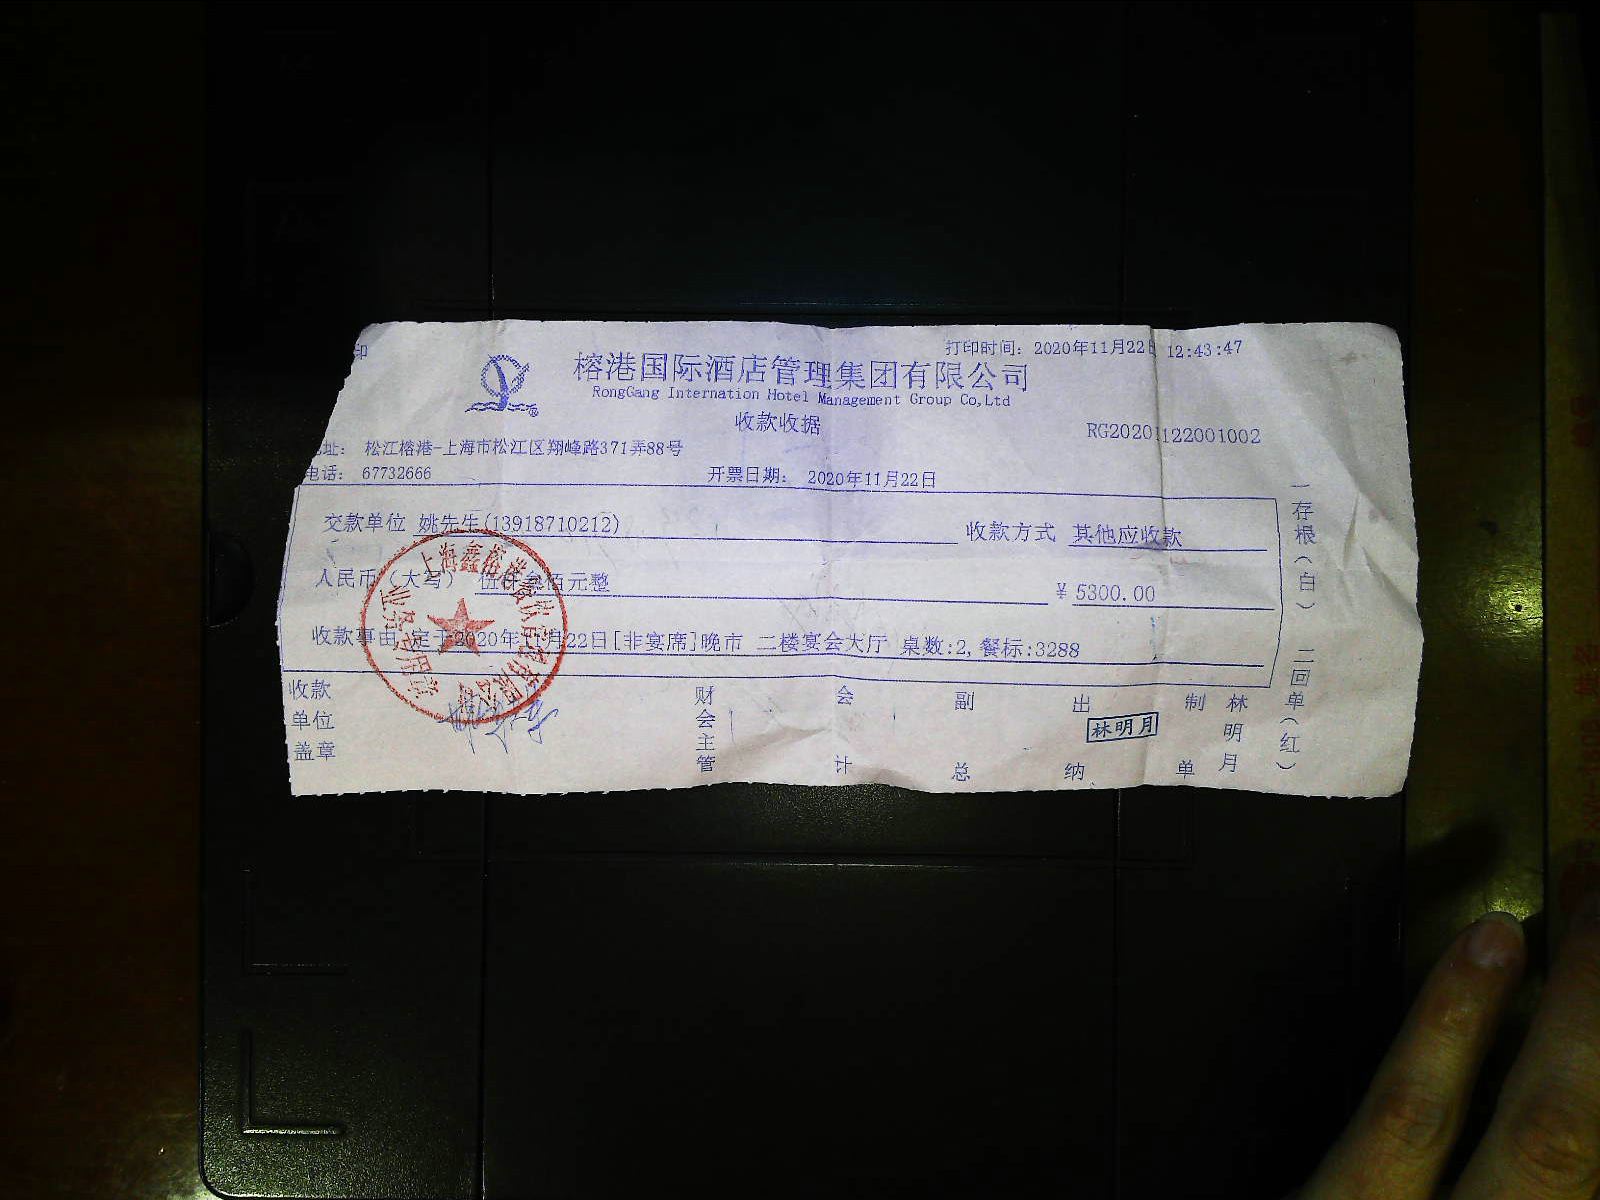 印
打印时间: 2020年11月22日 12:43:47
榕港国际酒店管理集团有限公司
RongGang Internation Hotel Management Group Co,Ltd
收款收据
RG20201122001002
址: 松江榕港-上海市松江区翔峰路371弄88号
电话: 67732666
开票日期: 2020年11月22日
交款单位 姚先生(13918710212) 收款方式 其他应收款
人民币(大写) 伍仟叁佰元整 ¥ 5300.00
收款事由 定于2020年11月22日[非宴席]晚市 二楼宴会大厅 桌数:2,餐标:3288
收款单位盖章 财会主管 会计 副总 出纳 林明月 制单 林明月
一存根(白) 二回单(红)
业务专用章